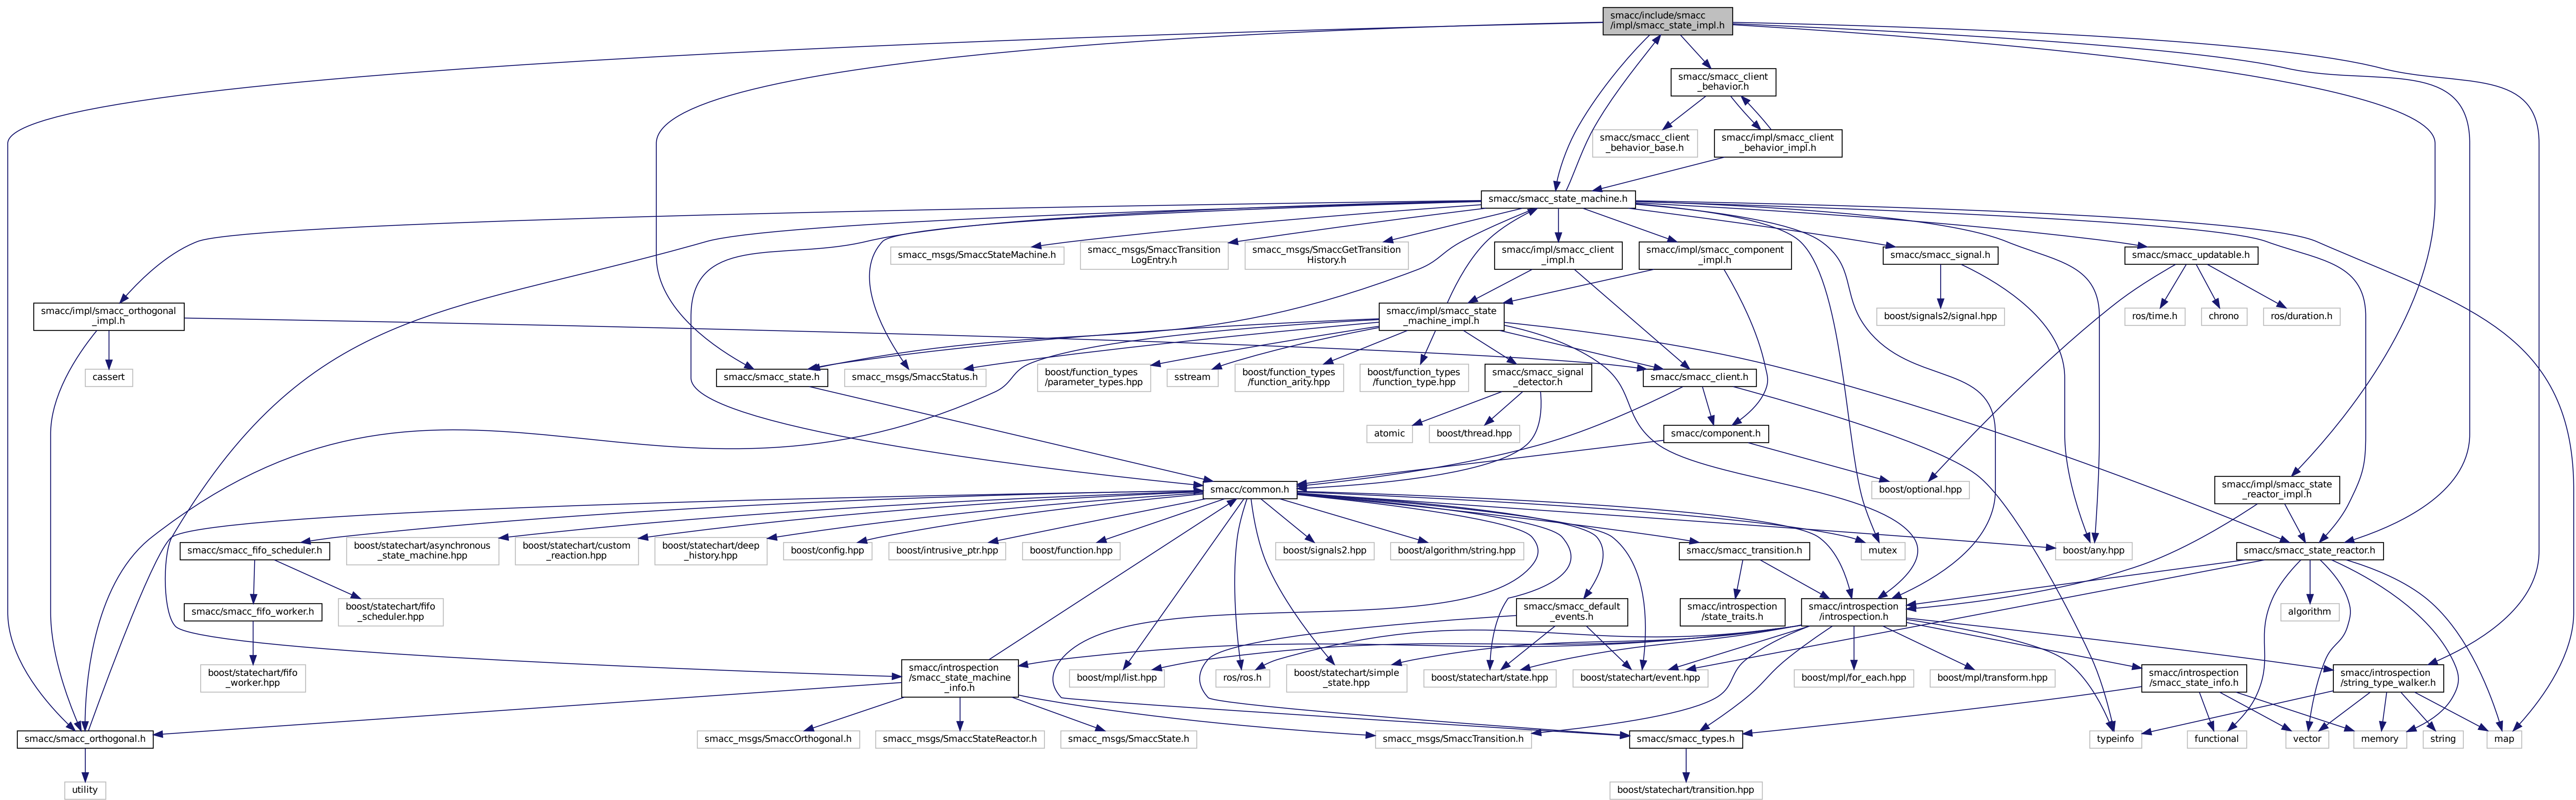 smacc/include/smacc
/impl/smacc_state_impl.h
smacc/smacc_client
_behavior.h
smacc/smacc_client
_behavior_base.h
smacc/impl/smacc_client
_behavior_impl.h
smacc/smacc_state_machine.h
smacc_msgs/SmaccStateMachine.h
smacc_msgs/SmaccTransition
LogEntry.h
smacc_msgs/SmaccGetTransition
History.h
smacc/impl/smacc_client
_impl.h
smacc/impl/smacc_component
_impl.h
smacc/smacc_signal.h
smacc/smacc_updatable.h
smacc/impl/smacc_orthogonal
_impl.h
smacc/impl/smacc_state
_machine_impl.h
boost/signals2/signal.hpp
ros/time.h
chrono
ros/duration.h
cassert
smacc/smacc_state.h
smacc_msgs/SmaccStatus.h
boost/function_types
/parameter_types.hpp
sstream
boost/function_types
/function_arity.hpp
boost/function_types
/function_type.hpp
smacc/smacc_signal
_detector.h
smacc/smacc_client.h
atomic
boost/thread.hpp
smacc/component.h
smacc/common.h
boost/optional.hpp
smacc/impl/smacc_state
_reactor_impl.h
smacc/smacc_fifo_scheduler.h
boost/statechart/asynchronous
_state_machine.hpp
boost/statechart/custom
_reaction.hpp
boost/statechart/deep
_history.hpp
boost/config.hpp
boost/intrusive_ptr.hpp
boost/function.hpp
boost/signals2.hpp
boost/algorithm/string.hpp
smacc/smacc_transition.h
mutex
boost/any.hpp
smacc/smacc_state_reactor.h
smacc/smacc_fifo_worker.h
boost/statechart/fifo
_scheduler.hpp
smacc/smacc_default
_events.h
smacc/introspection
/state_traits.h
smacc/introspection
/introspection.h
algorithm
boost/statechart/fifo
_worker.hpp
smacc/introspection
/smacc_state_machine
_info.h
boost/mpl/list.hpp
ros/ros.h
boost/statechart/simple
_state.hpp
boost/statechart/state.hpp
boost/statechart/event.hpp
boost/mpl/for_each.hpp
boost/mpl/transform.hpp
smacc/introspection
/smacc_state_info.h
smacc/introspection
/string_type_walker.h
smacc/smacc_orthogonal.h
smacc_msgs/SmaccOrthogonal.h
smacc_msgs/SmaccStateReactor.h
smacc_msgs/SmaccState.h
smacc_msgs/SmaccTransition.h
smacc/smacc_types.h
typeinfo
functional
vector
memory
string
map
utility
boost/statechart/transition.hpp